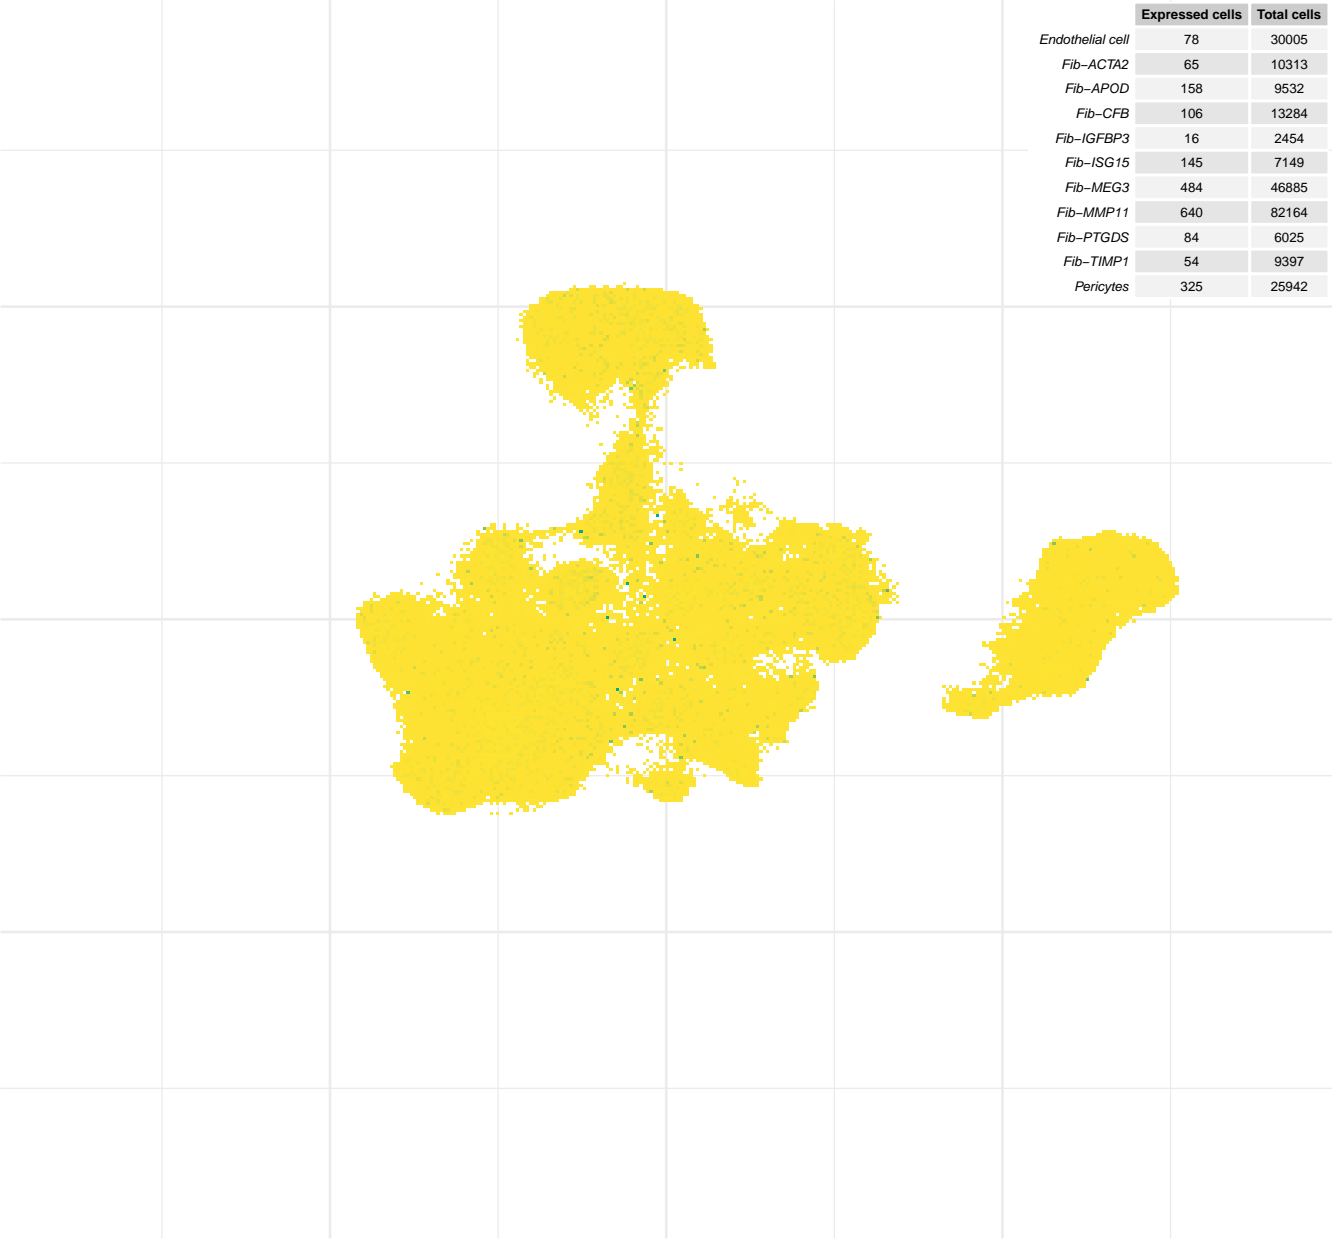 Expressed cells Total cells
Endothelial cell 78 30005
Fib−ACTA2 65 10313
Fib−APOD 158 9532
Fib−CFB 106 13284
Fib−IGFBP3 16 2454
Fib−ISG15 145 7149
Fib−MEG3 484 46885
Fib−MMP11 640 82164
Fib−PTGDS 84 6025
Fib−TIMP1 54 9397
Pericytes 325 25942